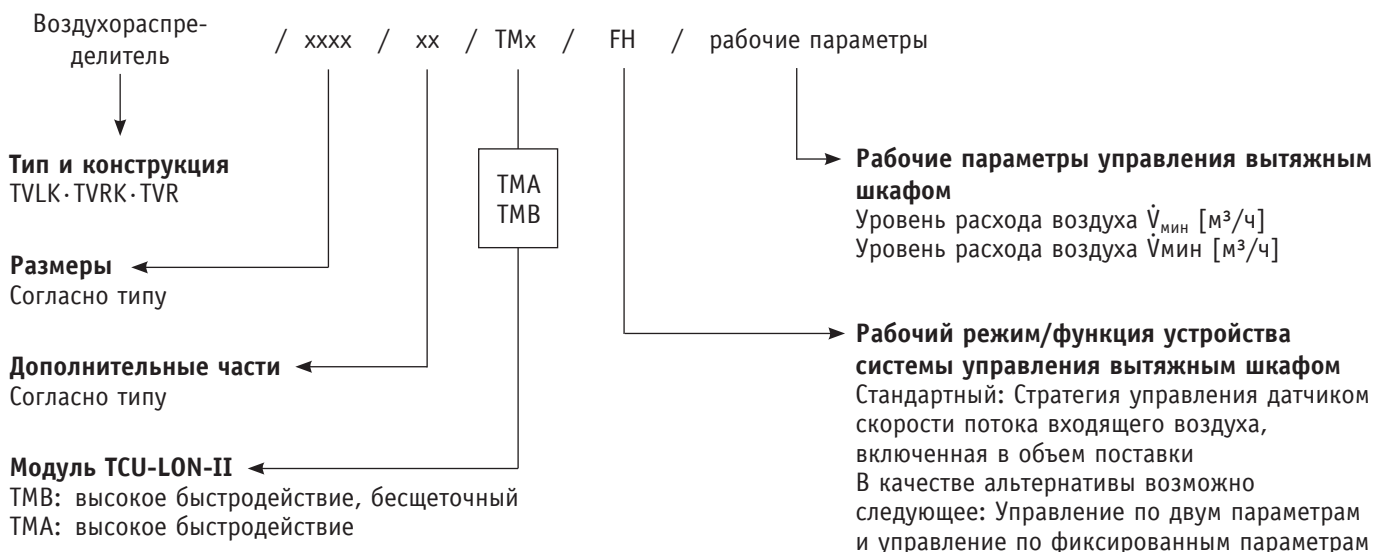 Воздухораспре-
делитель
/ xxxx / xx / TMx / FH / рабочие параметры
Тип и конструкция
TVLK·TVRK·TVR
TMA
TMB
Размеры
Согласно типу
Дополнительные части
Согласно типу
Модуль TCU-LON-II
TMB: высокое быстродействие, бесщеточный
TMA: высокое быстродействие
Рабочие параметры управления вытяжным
шкафом
Уровень расхода воздуха V̇мин [м³/ч]
Уровень расхода воздуха V̇мин [м³/ч]
Рабочий режим/функция устройства
системы управления вытяжным шкафом
Стандартный: Стратегия управления датчиком
скорости потока входящего воздуха,
включенная в объем поставки
В качестве альтернативы возможно
следующее: Управление по двум параметрам
и управление по фиксированным параметрам